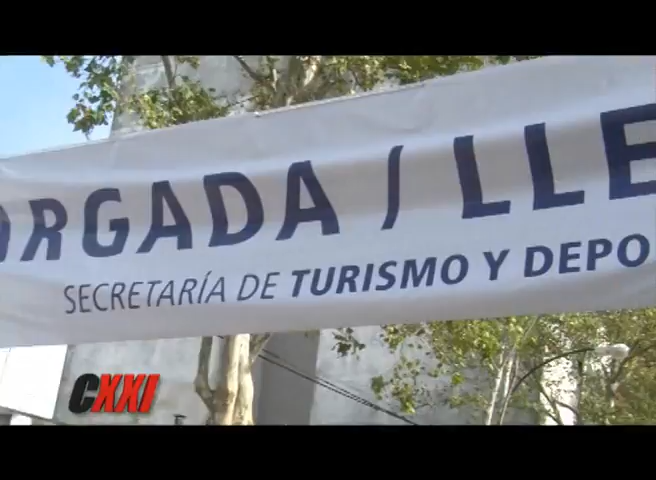 ORGADA / LLE
SECRETARÍA DE TURISMO Y DEPO
CXXI